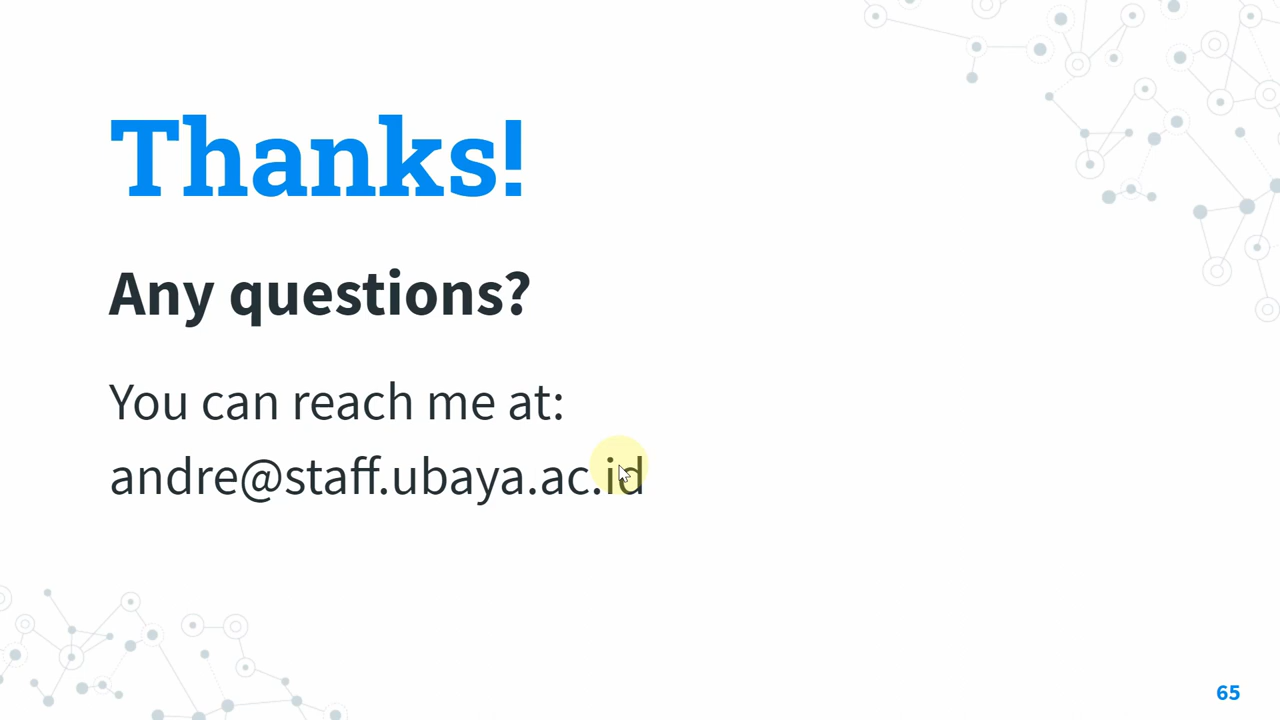 Thanks!
Any questions?
You can reach me at:
andre@staff.ubaya.ac.id
65